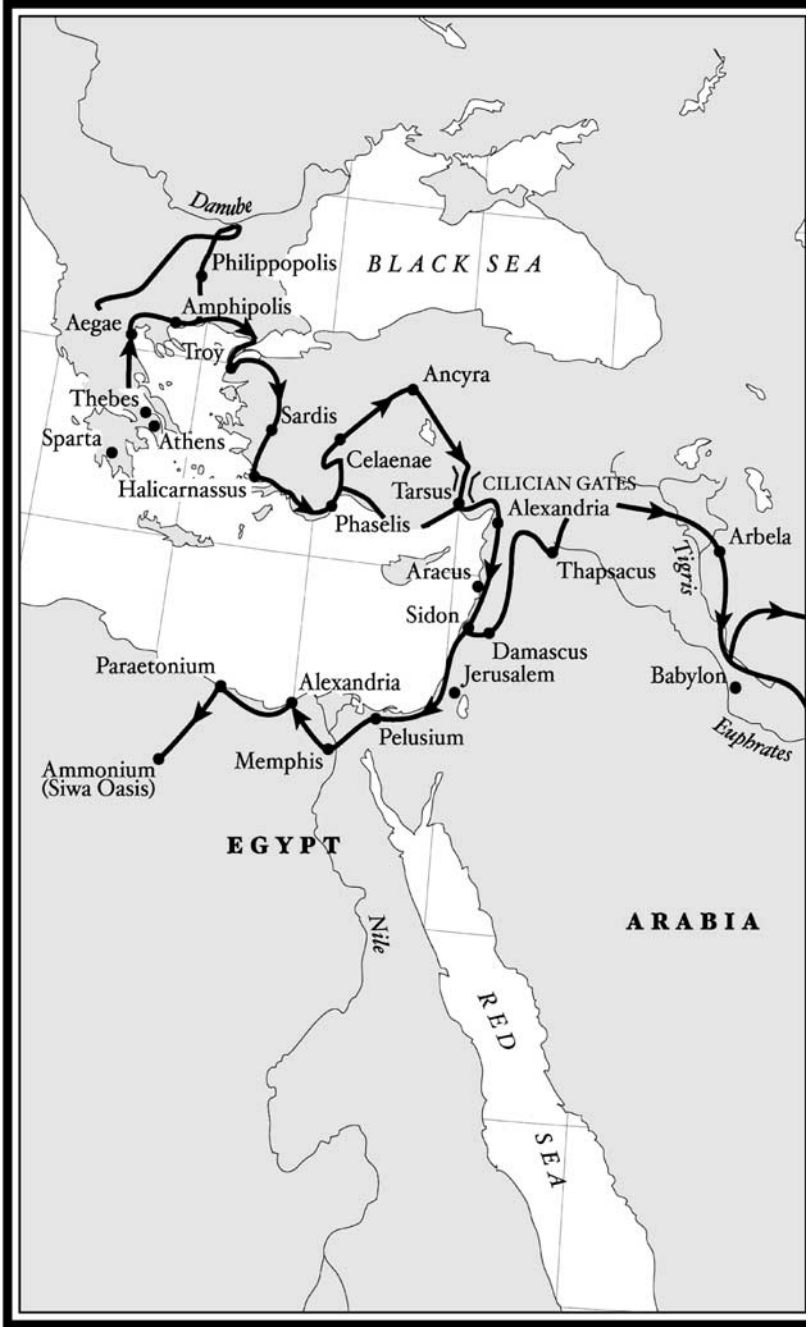 Danube
Philippopolis
BLACK SEA
Amphipolis
Aegae
Troy
Ancyra
Thebes
Sardis
Sparta
Athens
Celaenae
Halicarnassus
Tarsus
CILICIAN GATES
Phaselis
Alexandria
Arbela
Tigris
Aracus
Thapsacus
Sidon
Damascus
Paraetonium
Alexandria
Jerusalem
Babylon
Pelusium
Memphis
Euphrates
Ammonium
(Siwa Oasis)
EGYPT
Nile
ARABIA
RED
SEA